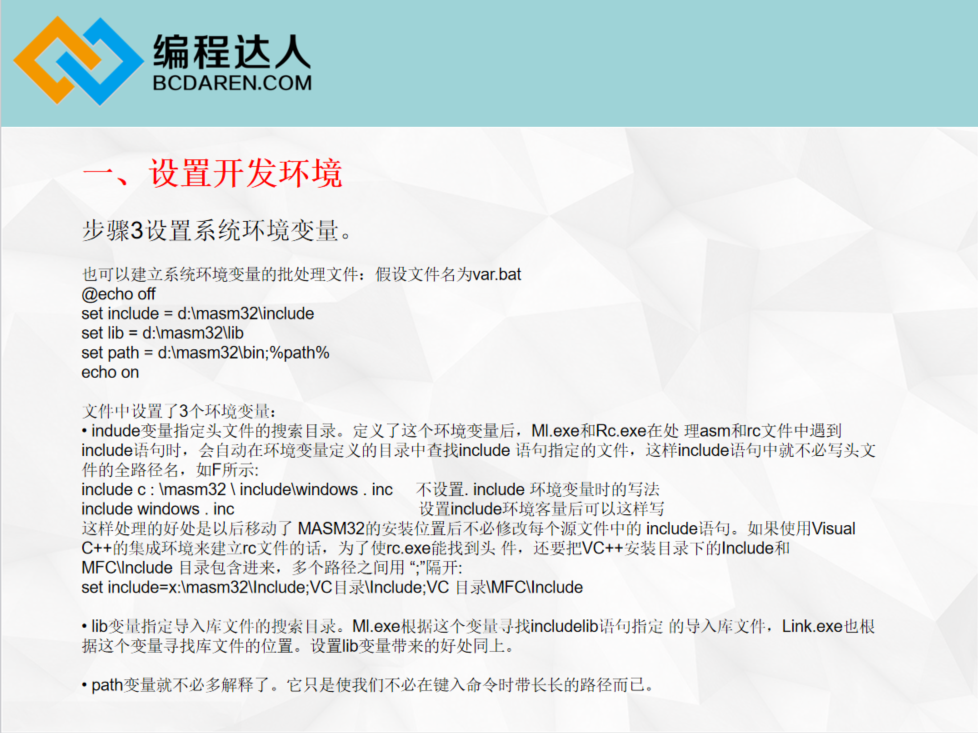 编程达人
BCDAREN.COM
一、设置开发环境
步骤3设置系统环境变量。
也可以建立系统环境变量的批处理文件：假设文件名为var.bat
@echo off
set include = d:\masm32\include
set lib = d:\masm32\lib
set path = d:\masm32\bin;%path%
echo on
文件中设置了3个环境变量：
• indude变量指定头文件的搜索目录。定义了这个环境变量后，Ml.exe和Rc.exe在处 理asm和rc文件中遇到
include语句时，会自动在环境变量定义的目录中查找include 语句指定的文件，这样include语句中就不必写头文
件的全路径名，如F所示:
include c : \masm32 \ include\windows . inc 不设置. include 环境变量时的写法
include windows . inc 设置include环境客量后可以这样写
这样处理的好处是以后移动了 MASM32的安装位置后不必修改每个源文件中的 include语句。如果使用Visual
C++的集成环境来建立rc文件的话，为了使rc.exe能找到头 件，还要把VC++安装目录下的Include和
MFC\Include 目录包含进来，多个路径之间用 “;”隔开:
set include=x:\masm32\Include;VC目录\Include;VC 目录\MFC\Include
• lib变量指定导入库文件的搜索目录。Ml.exe根据这个变量寻找includelib语句指定 的导入库文件，Link.exe也根
据这个变量寻找库文件的位置。设置lib变量带来的好处同上。
• path变量就不必多解释了。它只是使我们不必在键入命令时带长长的路径而已。